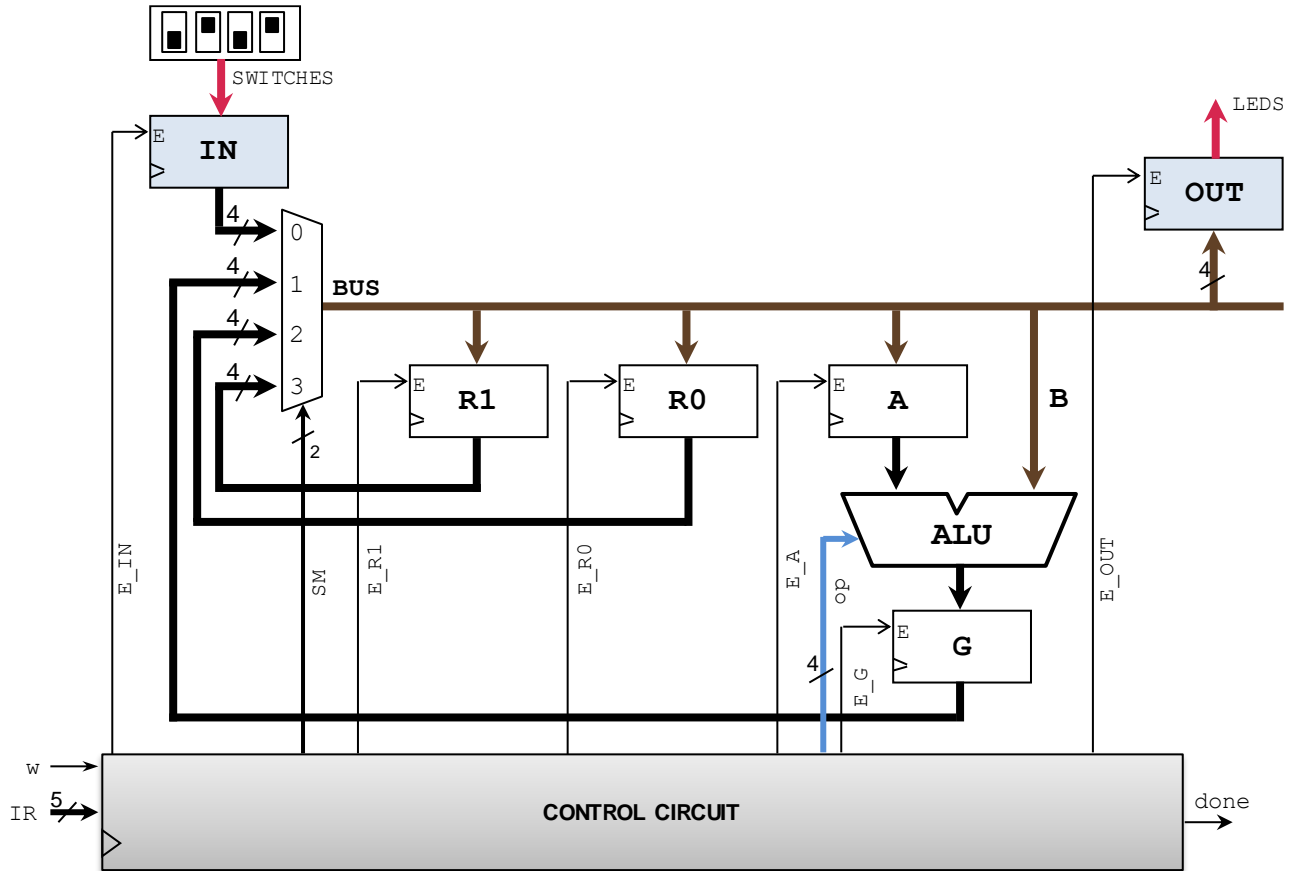 SWITCHES
LEDS
E
IN
E
OUT
4
0
4
1
BUS
4
4
2
4
3
E
R1
E
R0
E
A
B
2
ALU
E_IN
SM
E_R1
E_R0
E_A
op
E_OUT
E
G
4
E_G
w
IR
5
CONTROL CIRCUIT
done